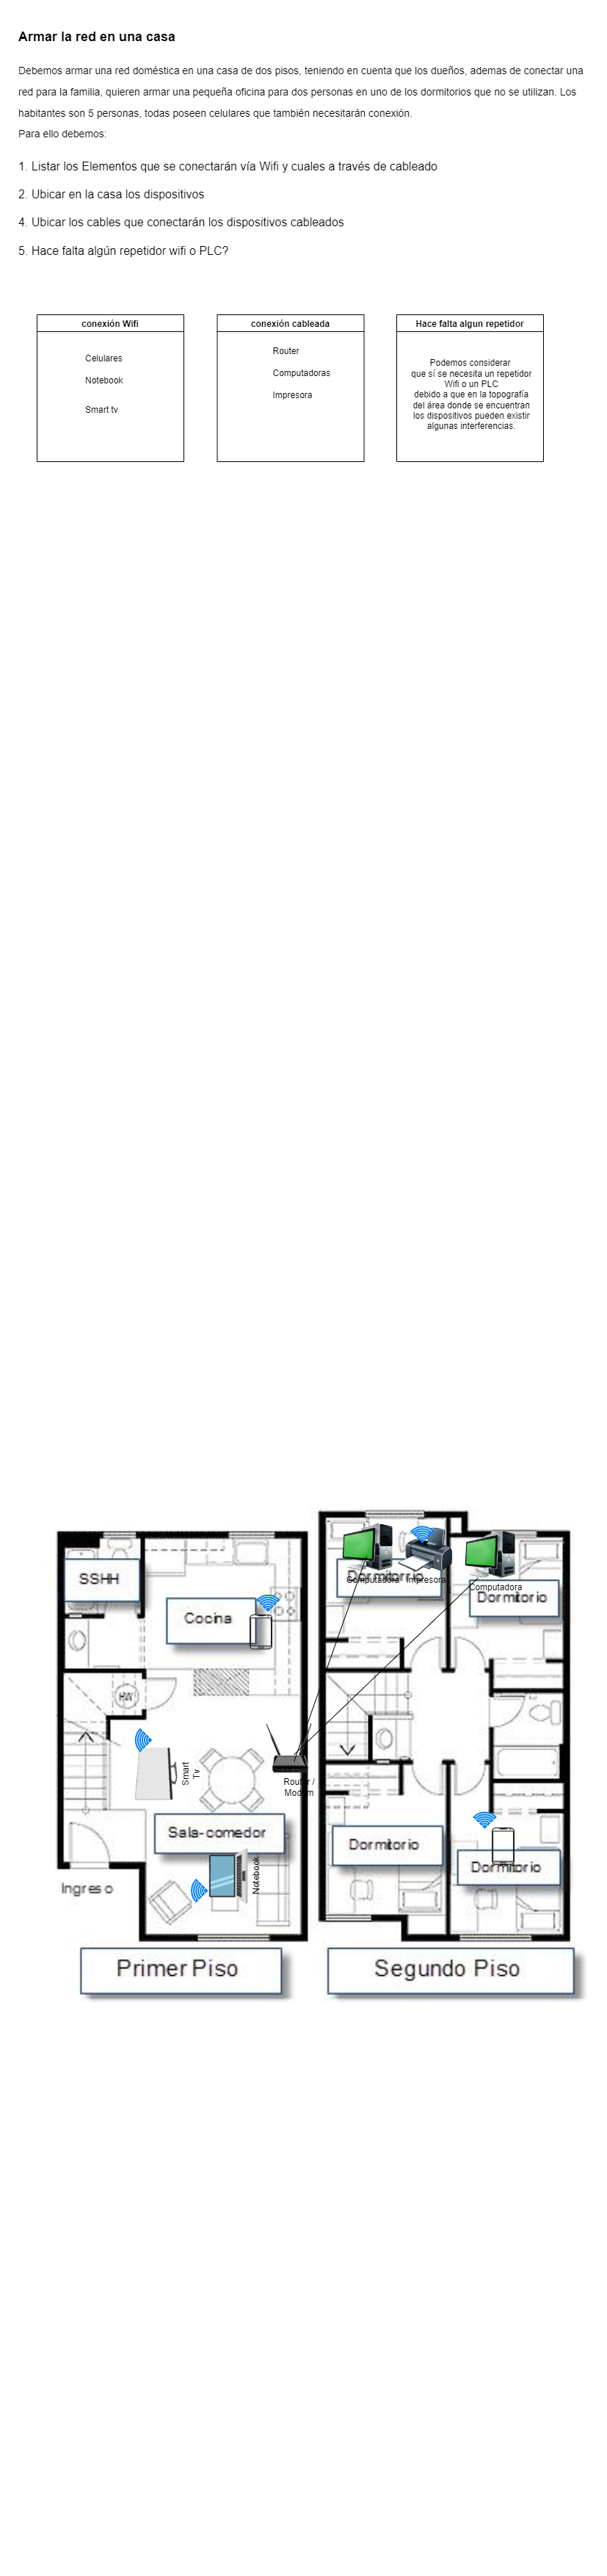 Armar la red en una casa
Debemos armar una red doméstica en una casa de dos pisos, teniendo en cuenta que los dueños, ademas de conectar una
red para la familia, quieren armar una pequeña oficina para dos personas en uno de los dormitorios que no se utilizan. Los
habitantes son 5 personas, todas poseen celulares que también necesitarán conexión.
Para ello debemos:
1. Listar los Elementos que se conectarán vía Wifi y cuales a través de cableado
2. Ubicar en la casa los dispositivos
4. Ubicar los cables que conectarán los dispositivos cableados
5. Hace falta algún repetidor wifi o PLC?
conexión Wifi
Celulares
Notebook
Smart tv
conexión cableada
Router
Computadoras
Impresora
Hace falta algun repetidor
Podemos considerar
que sí se necesita un repetidor
Wifi o un PLC
debido a que en la topografía
del área donde se encuentran
los dispositivos pueden existir
algunas interferencias.
SSHH
Cocina
HW
Smart
Tv
Sala-comedor
Notebook
Ingreso
Router /
Modem
Primer Piso
Computadora
Impresora
Dormitorio
Computadora
Dormitorio
Dormitorio
Dormitorio
Segundo Piso